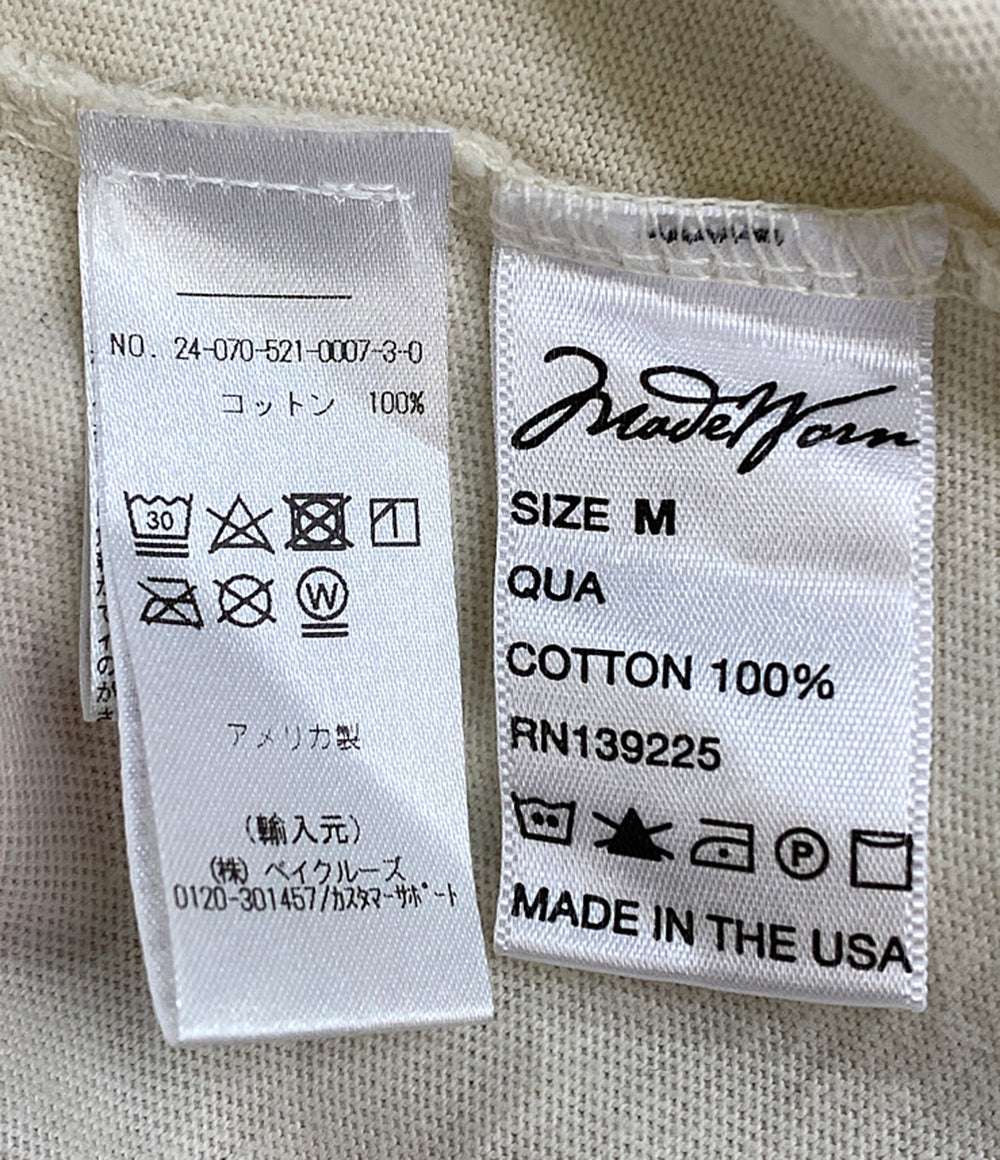 NO. 24-070-521-0007-3-0
コットン 100%
30
W
アメリカ製
(輸入元)
(株) ベイクルーズ
0120-301457/カスタマーサポート
MadeWorn
SIZE M
QUA
COTTON 100%
RN139225
P
MADE IN THE USA